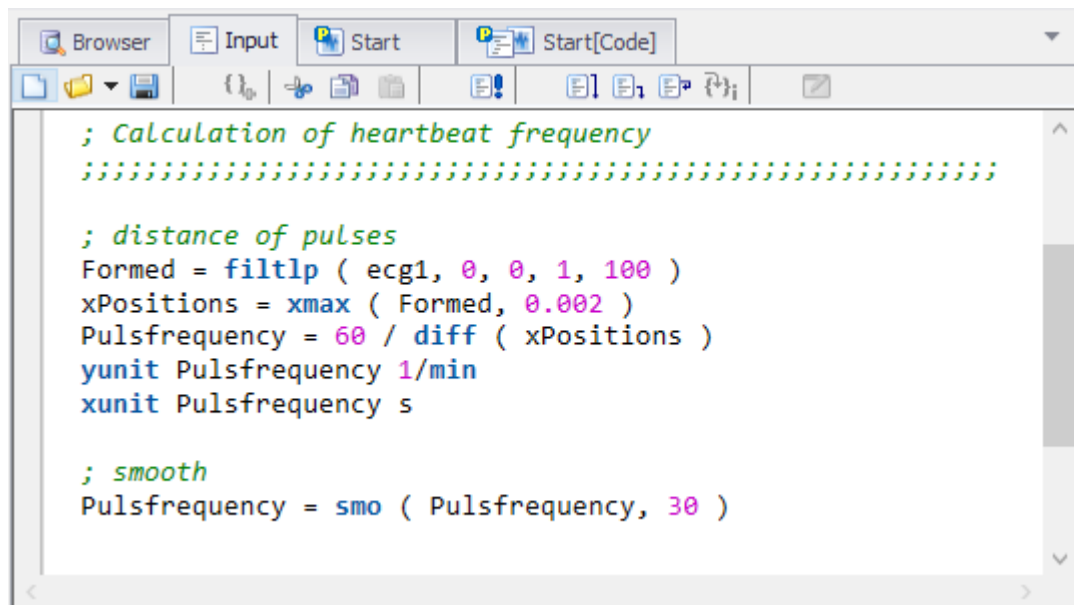 Browser Input Start Start[Code]
; Calculation of heartbeat frequency
;;;;;;;;;;;;;;;;;;;;;;;;;;;;;;;;;;;;;;;;;;;;;;;;;;;;;;;;;;
; distance of pulses
Formed = filtlp ( ecg1, 0, 0, 1, 100 )
xPositions = xmax ( Formed, 0.002 )
Pulsfrequency = 60 / diff ( xPositions )
yunit Pulsfrequency 1/min
xunit Pulsfrequency s
; smooth
Pulsfrequency = smo ( Pulsfrequency, 30 )